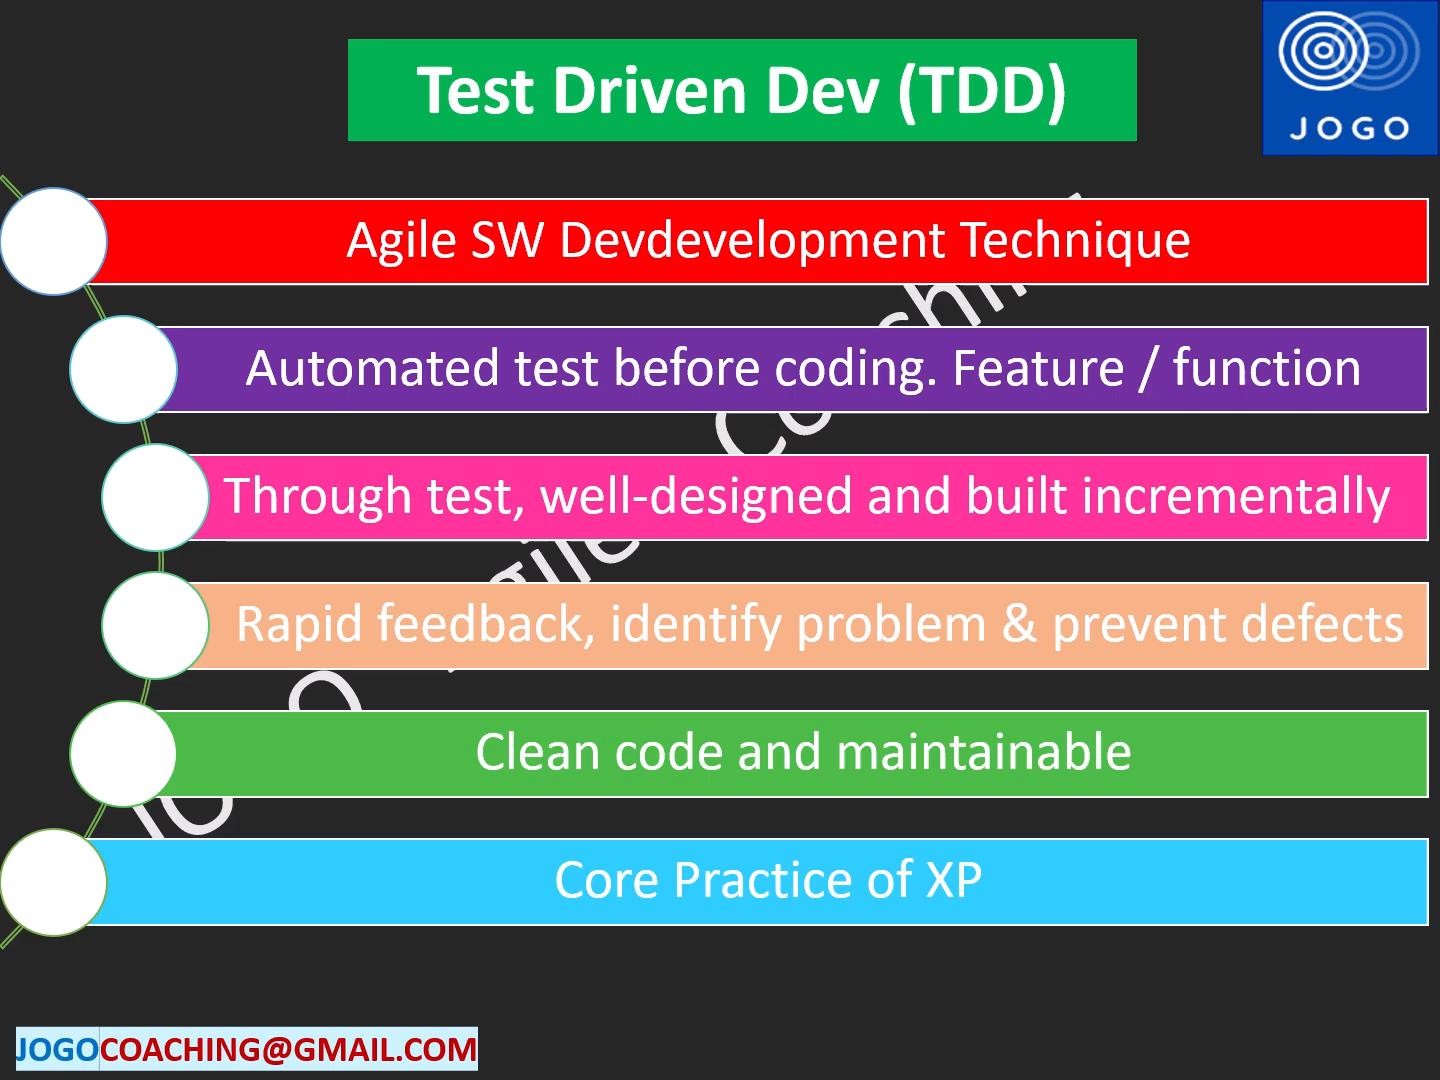 Test Driven Dev (TDD)
JOGO
Agile SW Devdevelopment Technique
Automated test before coding. Feature / function
Through test, well-designed and built incrementally
Rapid feedback, identify problem & prevent defects
Clean code and maintainable
Core Practice of XP
JOGOCOACHING@GMAIL.COM